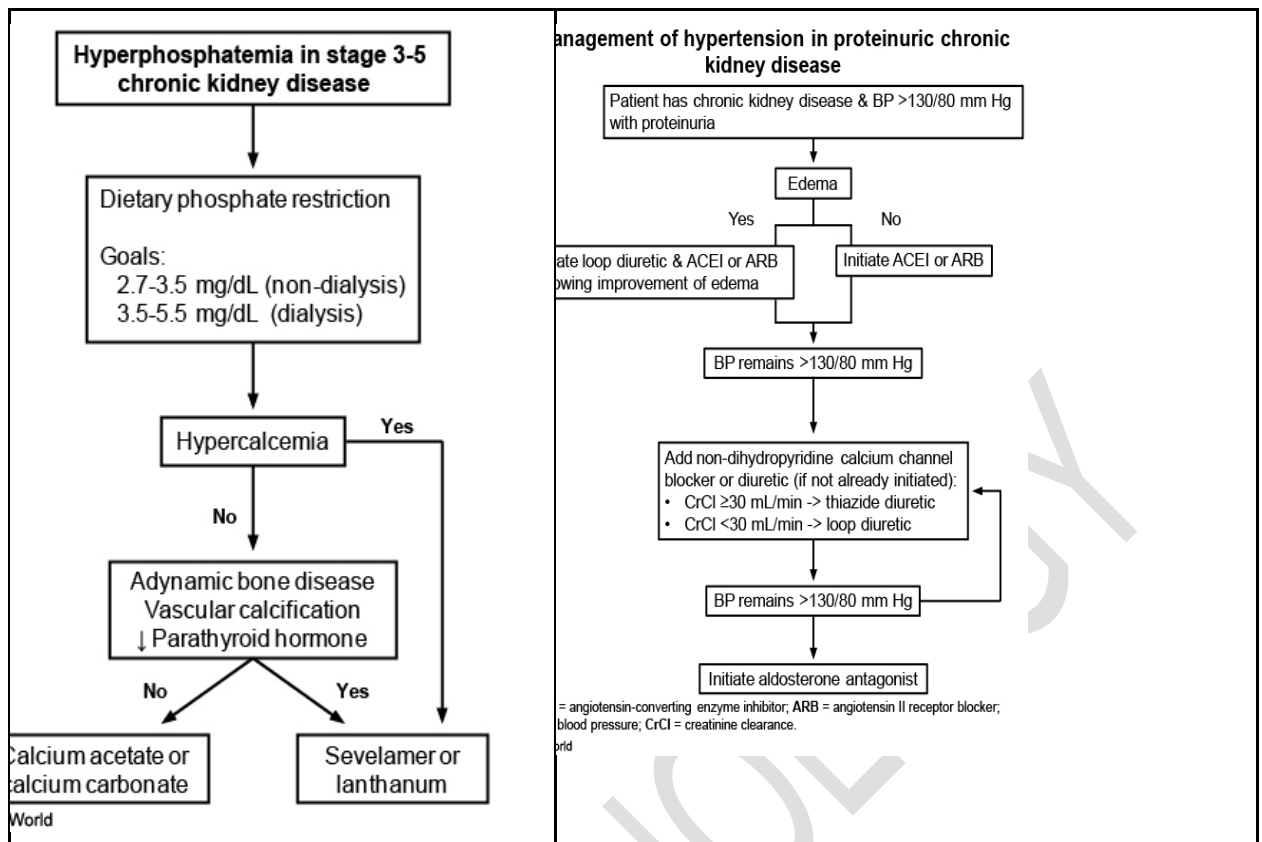 Hyperphosphatemia in stage 3-5
chronic kidney disease
Dietary phosphate restriction
Goals:
2.7-3.5 mg/dL (non-dialysis)
3.5-5.5 mg/dL (dialysis)
Hypercalcemia
Yes
No
Adynamic bone disease
Vascular calcification
↓ Parathyroid hormone
No
Yes
Calcium acetate or
calcium carbonate
Sevelamer or
lanthanum
World
anagement of hypertension in proteinuric chronic
kidney disease
Patient has chronic kidney disease & BP >130/80 mm Hg
with proteinuria
Edema
Yes
No
ate loop diuretic & ACEI or ARB
owing improvement of edema
Initiate ACEI or ARB
BP remains >130/80 mm Hg
Add non-dihydropyridine calcium channel
blocker or diuretic (if not already initiated):
• CrCl ≥30 mL/min -> thiazide diuretic
• CrCl <30 mL/min -> loop diuretic
BP remains >130/80 mm Hg
Initiate aldosterone antagonist
= angiotensin-converting enzyme inhibitor; ARB = angiotensin II receptor blocker;
blood pressure; CrCl = creatinine clearance.
orld